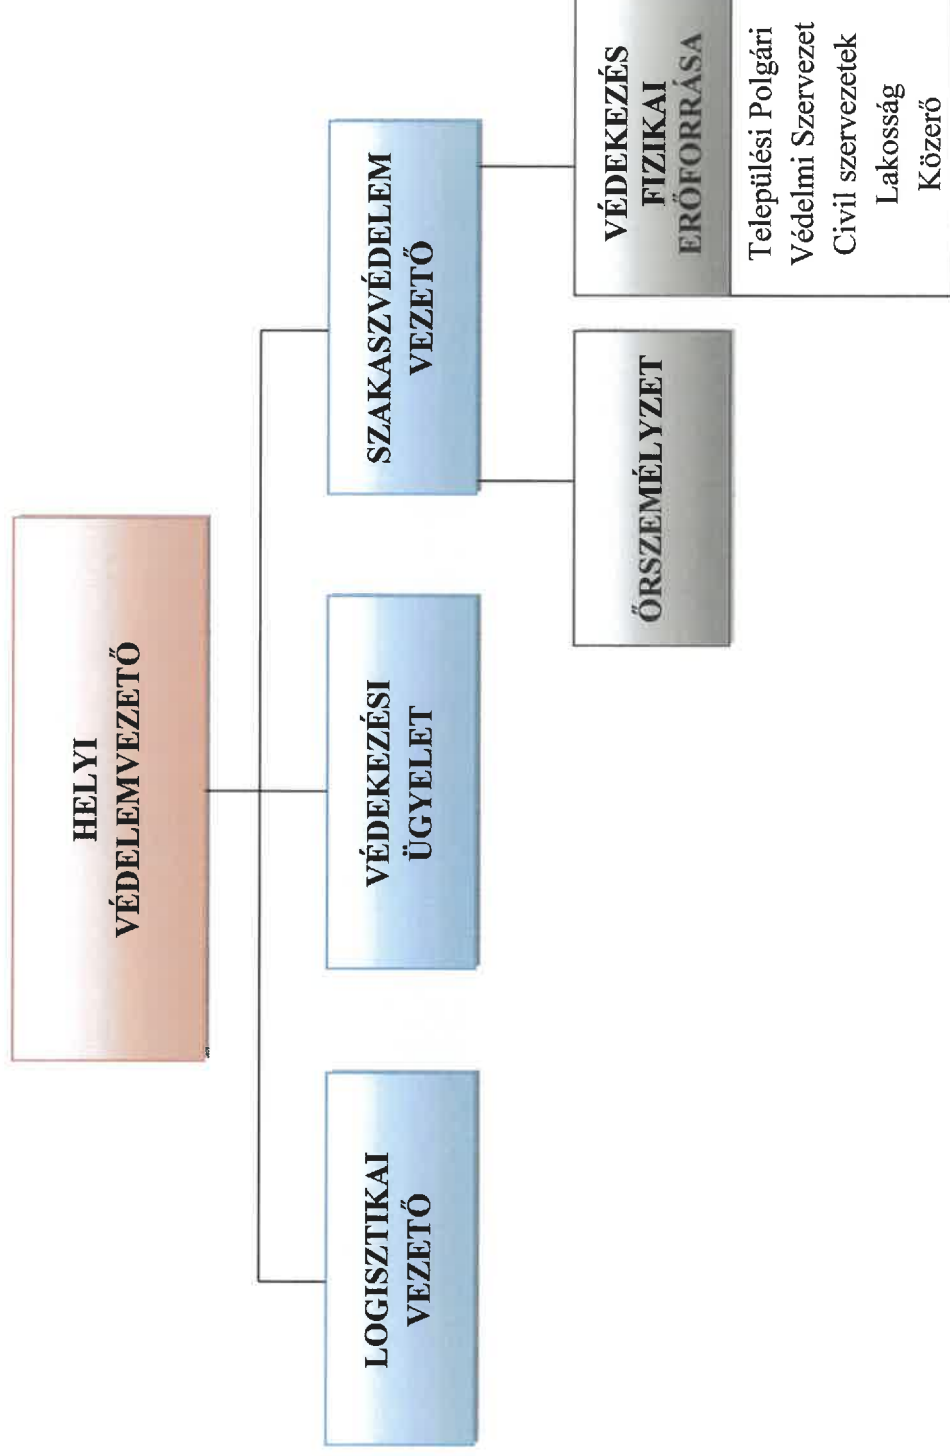 HELYI
VÉDELEMVEZETŐ
LOGISZTIKAI
VEZETŐ
VÉDEKEZÉSI
ÜGYELET
SZAKASZVÉDELEM
VEZETŐ
ŐRSZEMÉLYZET
VÉDEKEZÉS
FIZIKAI
ERŐFORRÁSA
Települési Polgári
Védelmi Szervezet
Civil szervezetek
Lakosság
Közerő